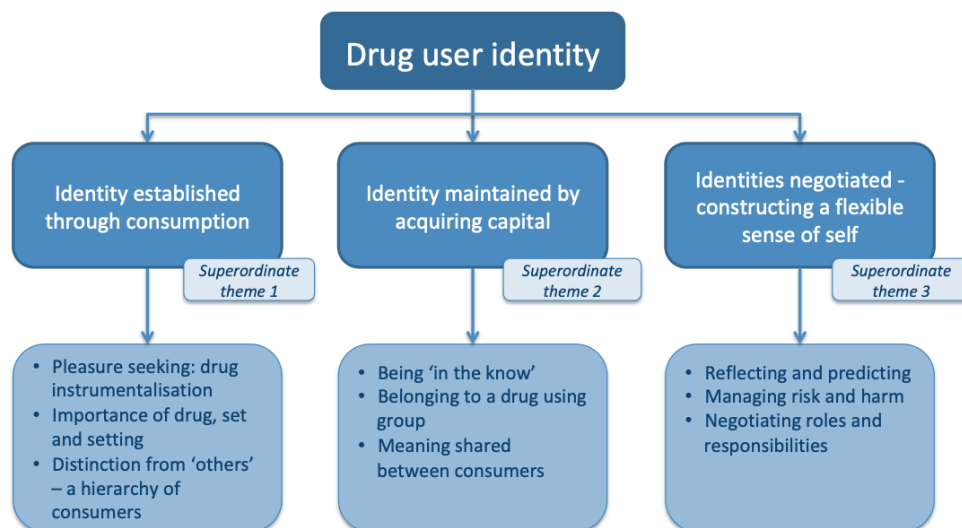 Drug user identity
Identity established
through consumption
Superordinate
theme 1
Identity maintained by
acquiring capital
Superordinate
theme 2
Identities negotiated -
constructing a flexible
sense of self
Superordinate
theme 3
• Pleasure seeking: drug
instrumentalisation
• Importance of drug, set
and setting
• Distinction from ‘others’
– a hierarchy of
consumers
• Being ‘in the know’
• Belonging to a drug using
group
• Meaning shared
between consumers
• Reflecting and predicting
• Managing risk and harm
• Negotiating roles and
responsibilities